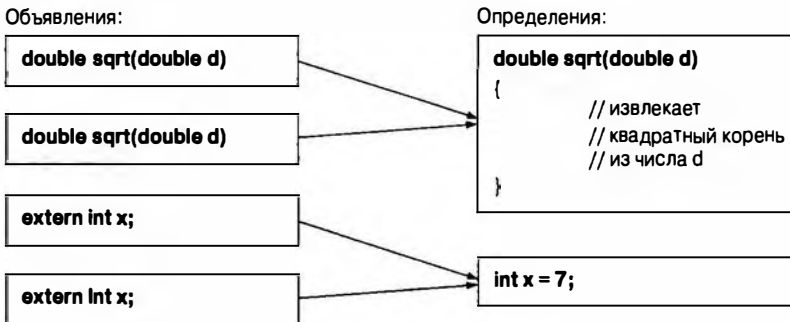 Объявления:
double sqrt(double d)
double sqrt(double d)
extern int x;
extern int x;
Определения:
double sqrt(double d)
{
// извлекает
// квадратный корень
// из числа d
}
int x = 7;